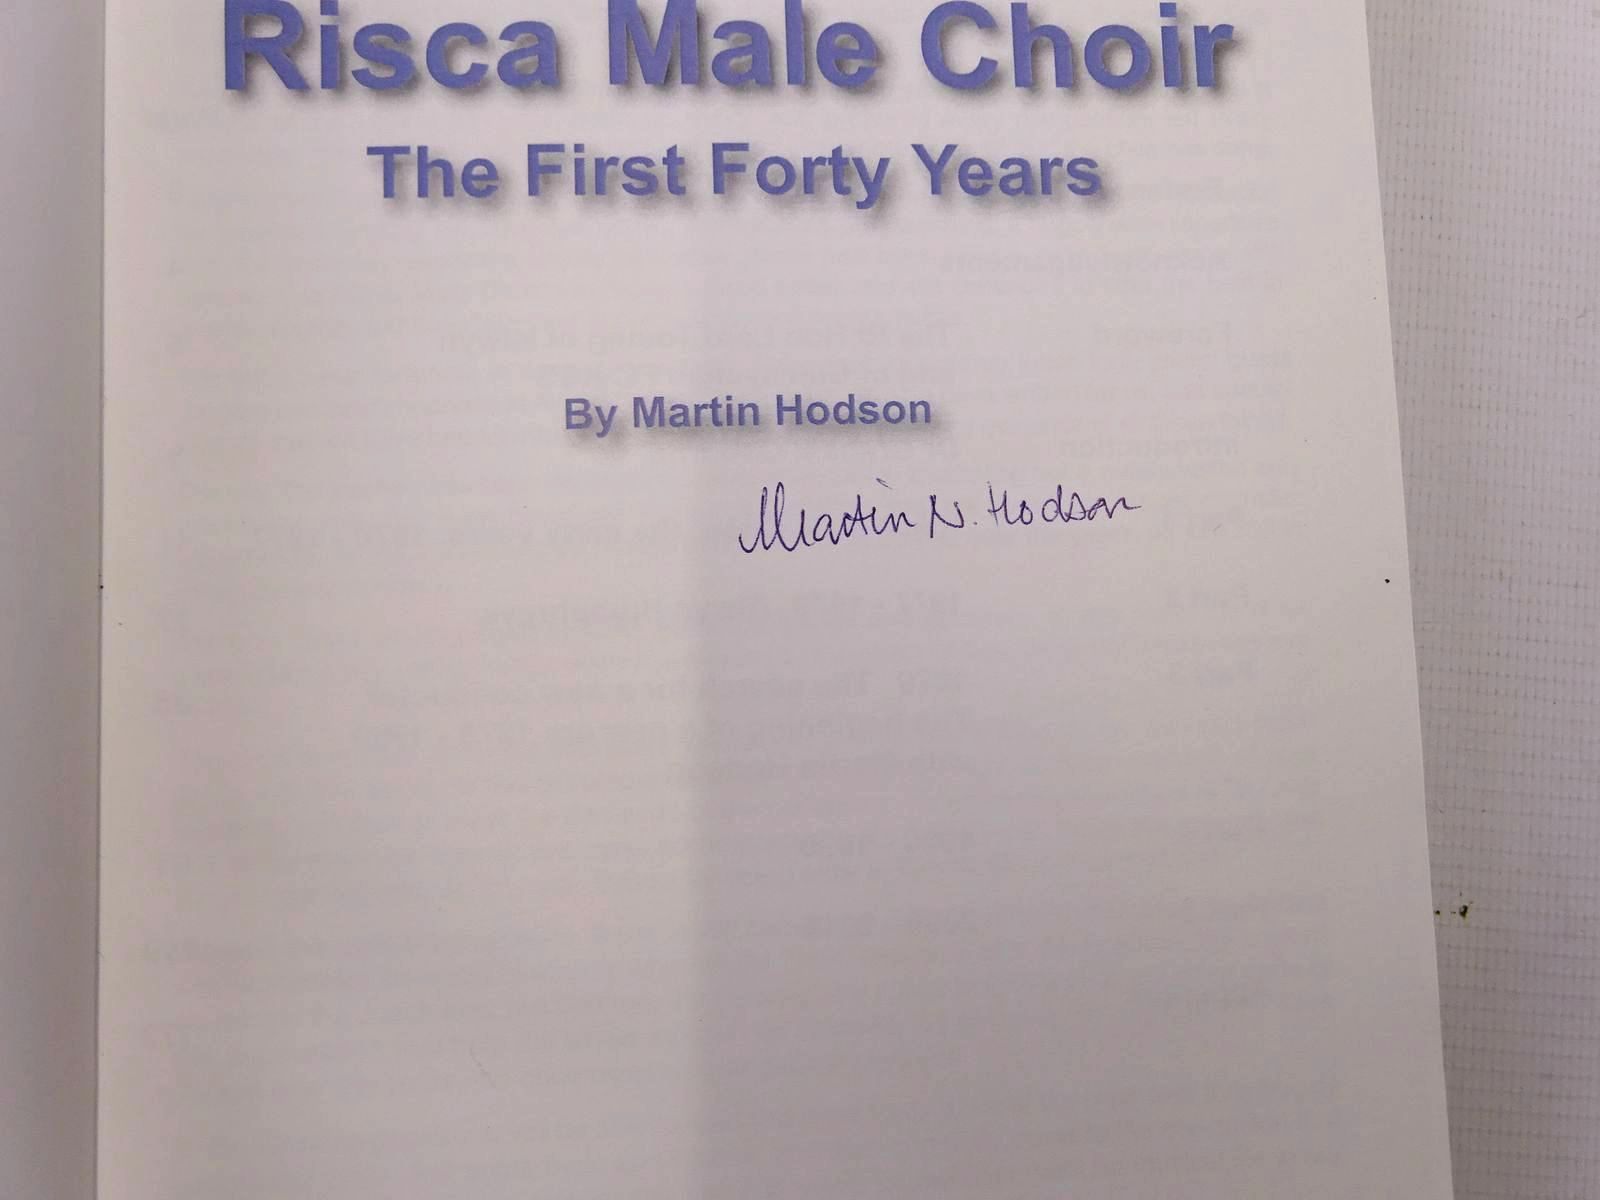 Risca Male Choir
The First Forty Years
By Martin Hodson
Martin N. Hodson